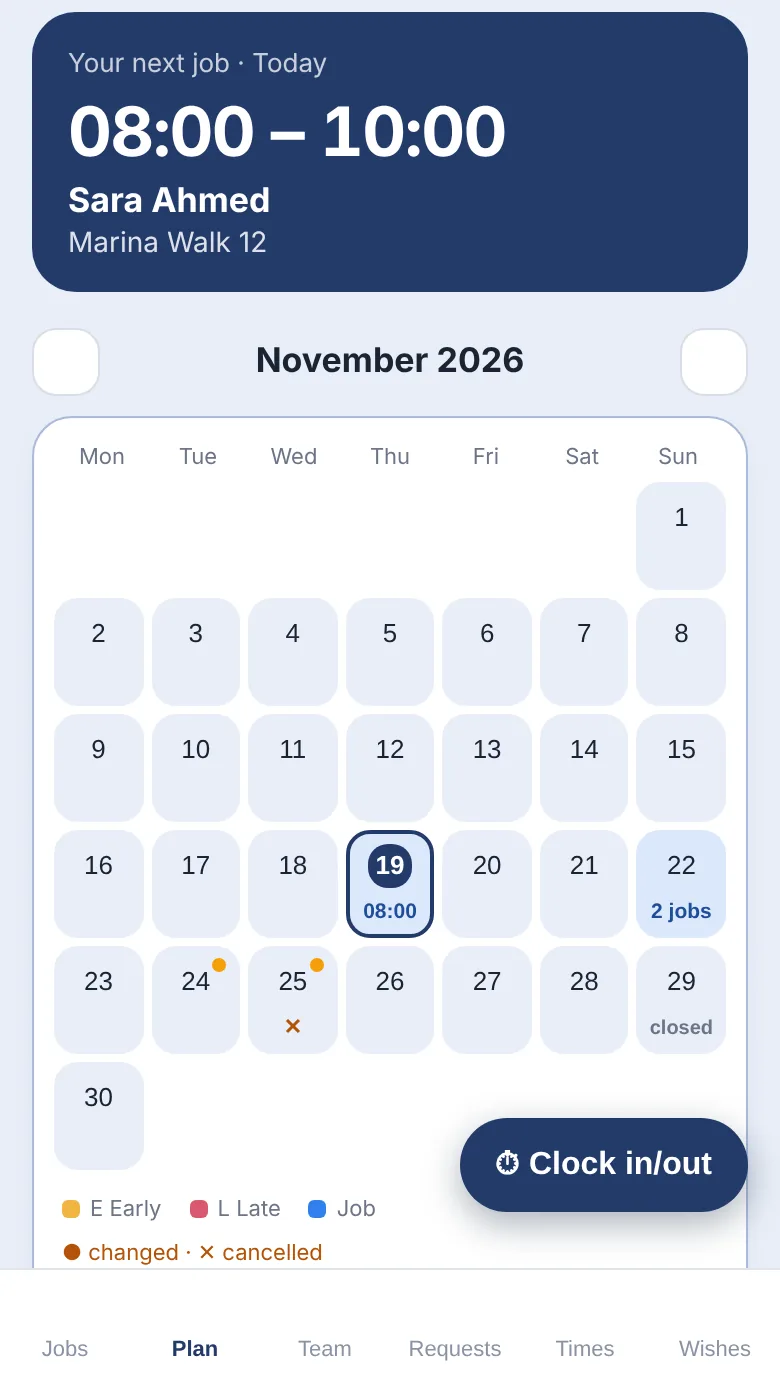 Your next job · Today
08:00 – 10:00
Sara Ahmed
Marina Walk 12
November 2026
Mon Tue Wed Thu Fri Sat Sun
1
2 3 4 5 6 7 8
9 10 11 12 13 14 15
16 17 18 19 20 21 22
08:00 2 jobs
23 24 25 26 27 28 29
✕ closed
30
⏱ Clock in/out
E Early L Late Job
● changed · ✕ cancelled
Jobs Plan Team Requests Times Wishes